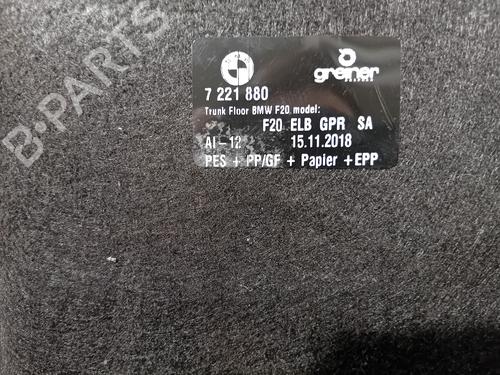 B-PARTS
greiner
7 221 880
Trunk Floor BMW F20, model:
F20 ELB GPR SA
AI-12 15.11.2018
PES + PP/GF + Papier +EPP